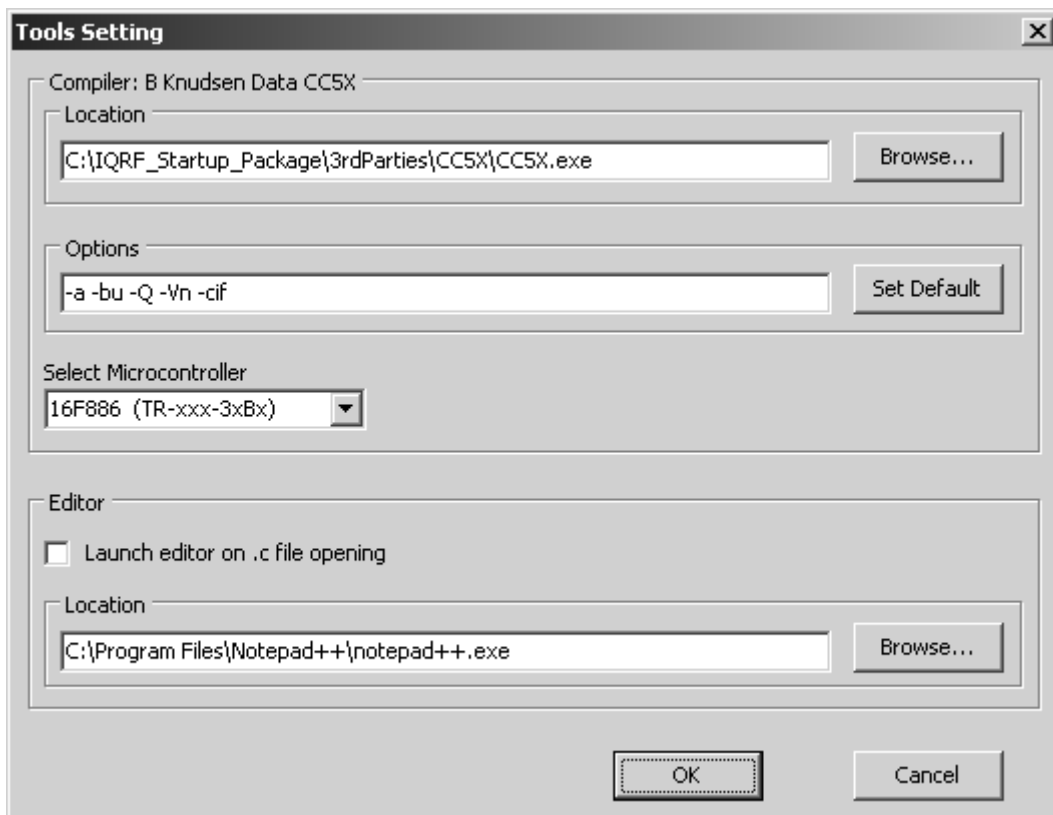 Tools Setting
Compiler: B Knudsen Data CC5X
Location
C:\IQRF_Startup_Package\3rdParties\CC5X\CC5X.exe
Browse...
Options
-a -bu -Q -Vn -cif
Set Default
Select Microcontroller
16F886 (TR-xxx-3xBx)
Editor
Launch editor on .c file opening
Location
C:\Program Files\Notepad++\notepad++.exe
Browse...
OK
Cancel